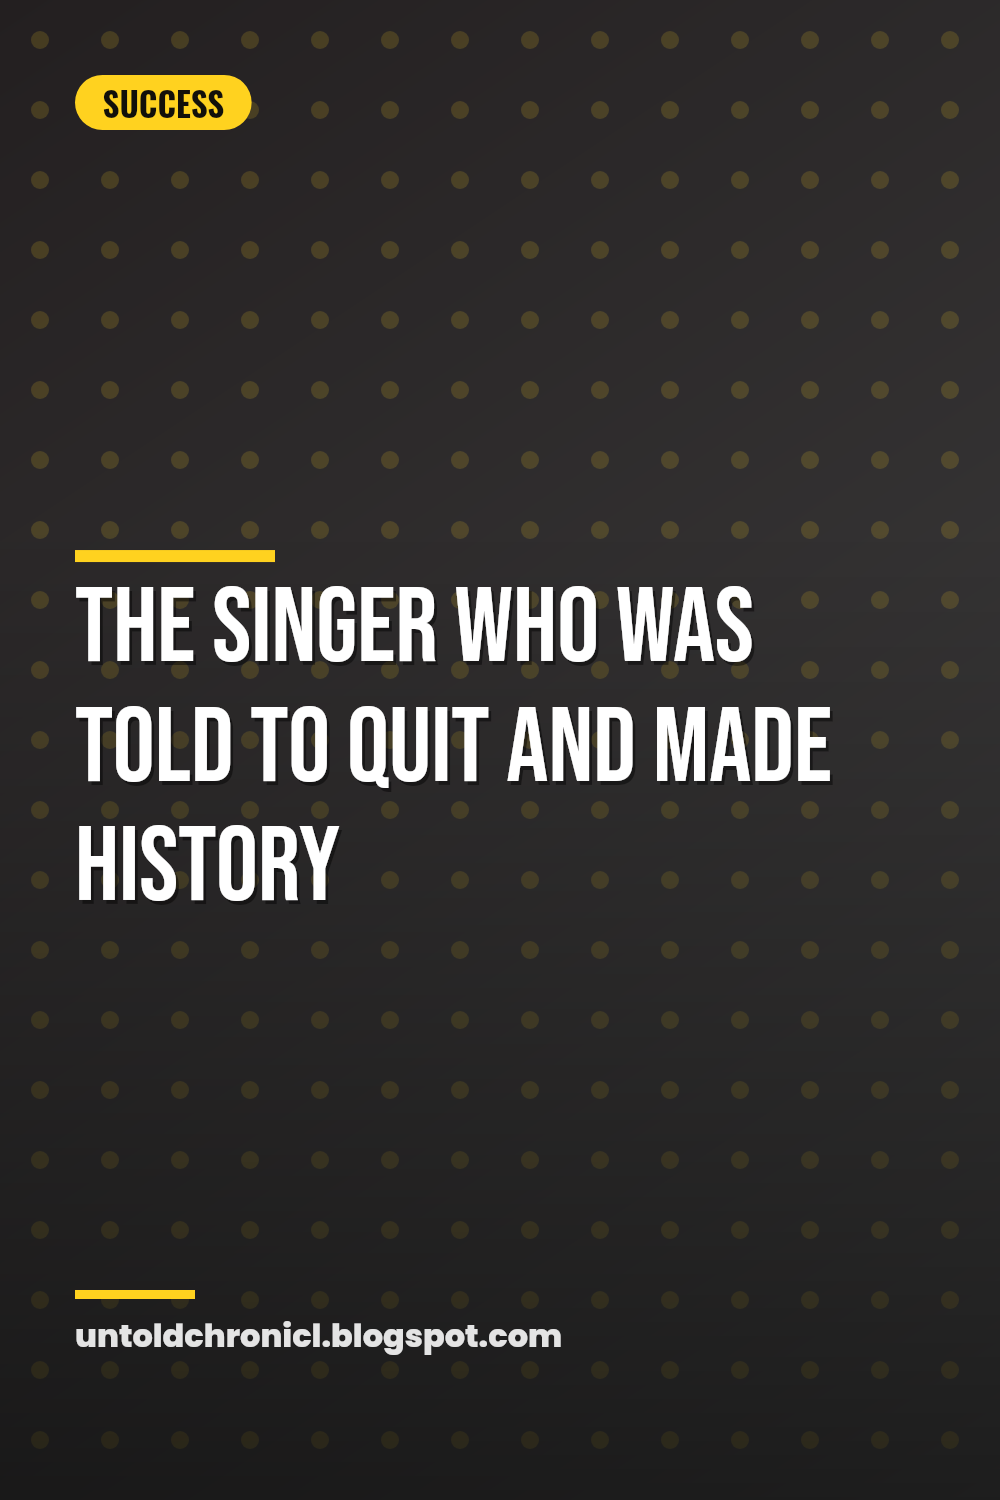 SUCCESS
THE SINGER WHO WAS
TOLD TO QUIT AND MADE
HISTORY
untoldchronicl.blogspot.com